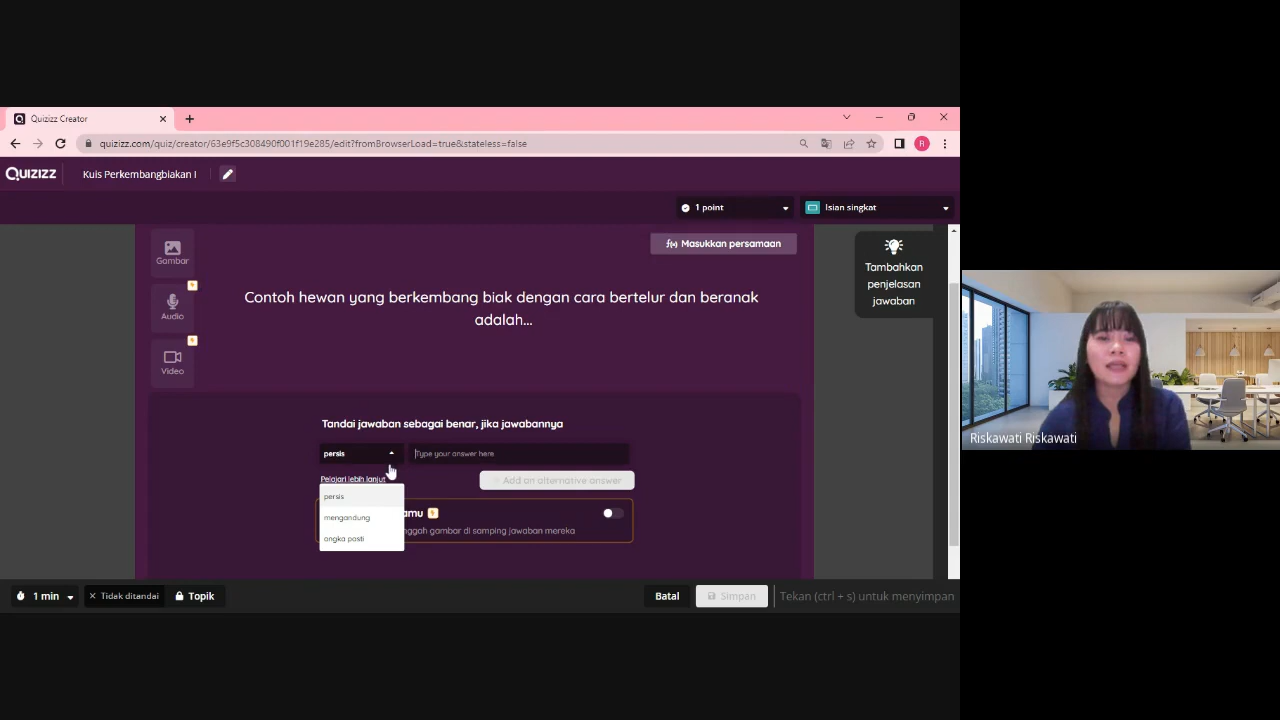 Quizizz Creator
quizizz.com/quiz/creator/63e9f5c308490f001f19e285/edit?fromBrowserLoad=true&stateless=false
R
QUIZIZZ
Kuis Perkembangbiakan I
1 point
Isian singkat
Gambar
Audio
Video
f(x) Masukkan persamaan
Tambahkan
penjelasan
jawaban
Contoh hewan yang berkembang biak dengan cara bertelur dan beranak
adalah...
Tandai jawaban sebagai benar, jika jawabannya
persis
Type your answer here
Pelajari lebih lanjut
Add an alternative answer
persis
mengandung
angka pasti
amu
nggah gambar di samping jawaban mereka
1 min
Tidak ditandai
Topik
Batal
Simpan
Tekan (ctrl + s) untuk menyimpan
Riskawati Riskawati